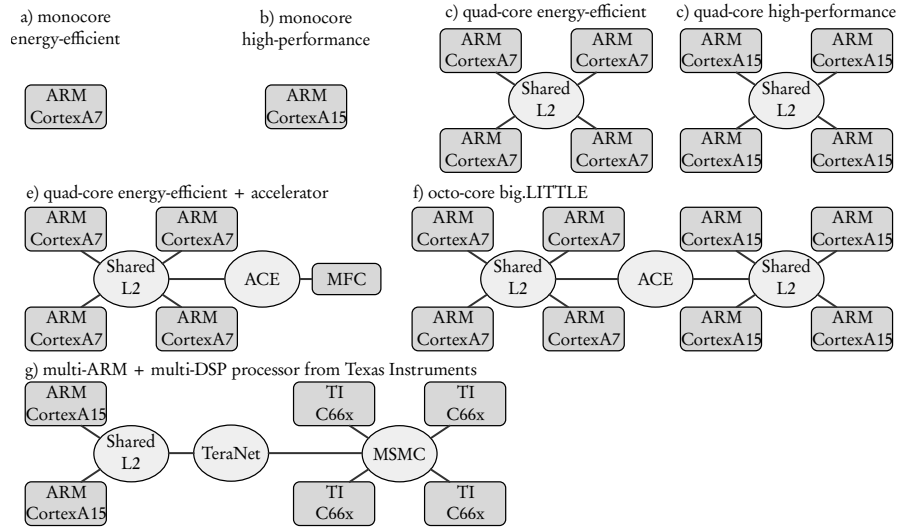 a) monocore
energy-efficient
b) monocore
high-performance
c) quad-core energy-efficient
c) quad-core high-performance
ARM
CortexA7
ARM
CortexA15
ARM
CortexA7
ARM
CortexA7
Shared
L2
ARM
CortexA7
ARM
CortexA7
ARM
CortexA15
ARM
CortexA15
Shared
L2
ARM
CortexA15
ARM
CortexA15
e) quad-core energy-efficient + accelerator
ARM
CortexA7
ARM
CortexA7
Shared
L2
ACE
MFC
ARM
CortexA7
ARM
CortexA7
f) octo-core big.LITTLE
ARM
CortexA7
ARM
CortexA7
Shared
L2
ARM
CortexA7
ARM
CortexA7
ACE
ARM
CortexA15
ARM
CortexA15
Shared
L2
ARM
CortexA15
ARM
CortexA15
g) multi-ARM + multi-DSP processor from Texas Instruments
ARM
CortexA15
Shared
L2
ARM
CortexA15
TeraNet
TI
C66x
TI
C66x
MSMC
TI
C66x
TI
C66x